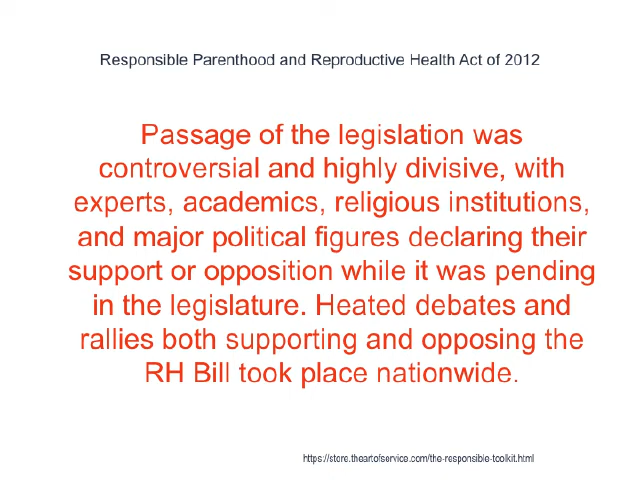 Responsible Parenthood and Reproductive Health Act of 2012
Passage of the legislation was
controversial and highly divisive, with
experts, academics, religious institutions,
and major political figures declaring their
support or opposition while it was pending
in the legislature. Heated debates and
rallies both supporting and opposing the
RH Bill took place nationwide.
https://store.theartofservice.com/the-responsible-toolkit.html